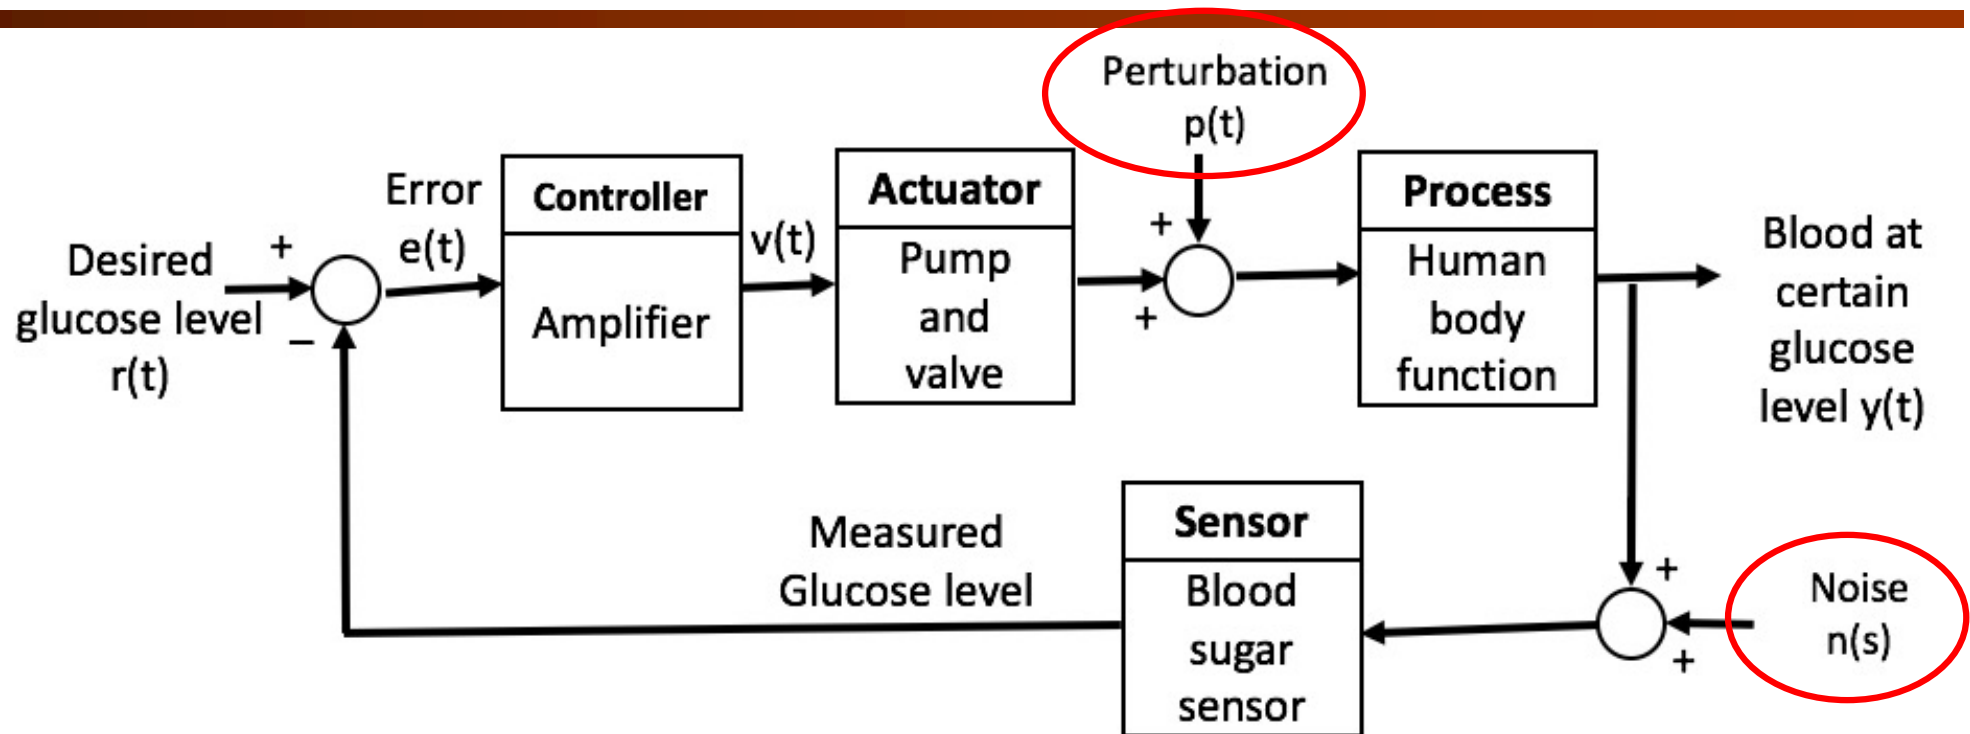 Perturbation
p(t)
Error
e(t)
Desired
glucose level
r(t)
+
–
Controller
Amplifier
v(t)
Actuator
Pump
and
valve
+
+
Process
Human
body
function
Blood at
certain
glucose
level y(t)
Measured
Glucose level
Sensor
Blood
sugar
sensor
+
+
Noise
n(s)